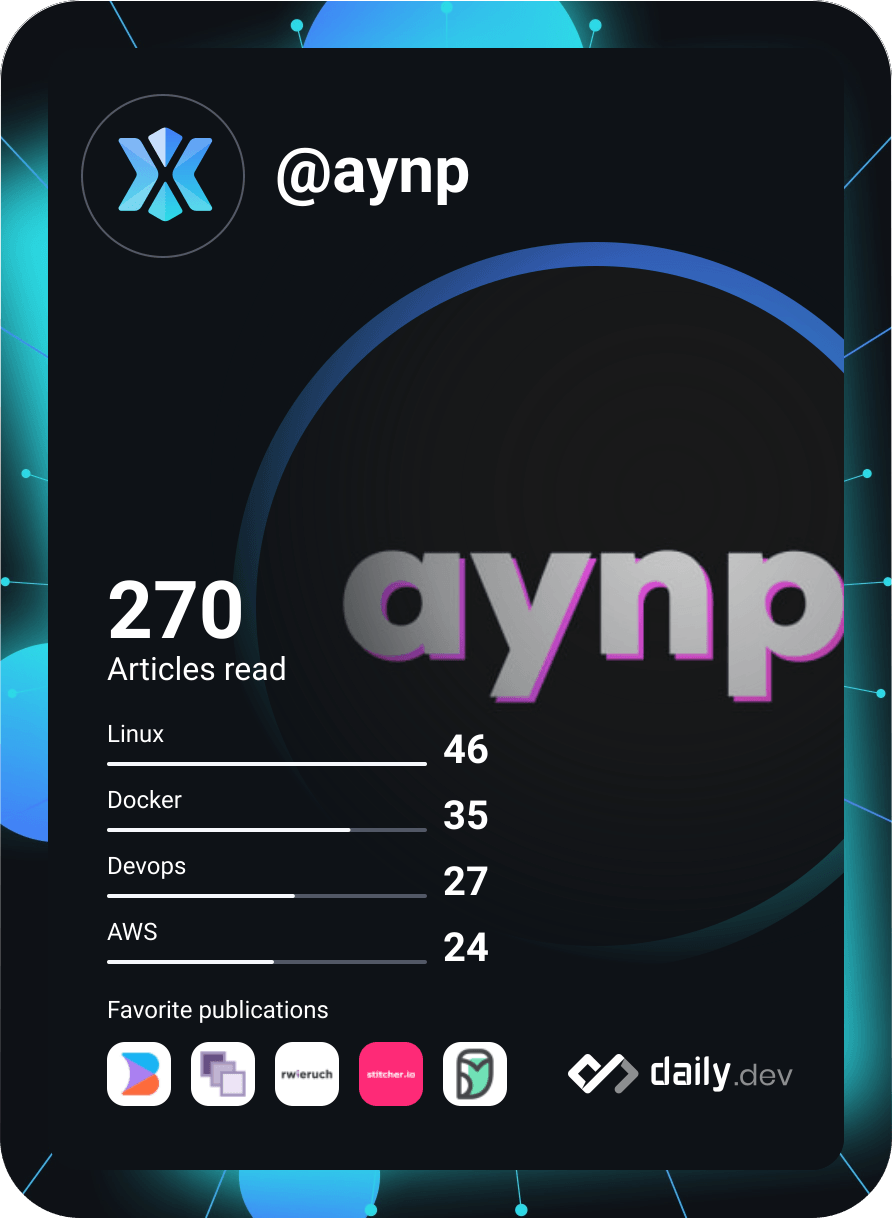 @aynp
aynp
270
Articles read
Linux
46
Docker
35
Devops
27
AWS
24
Favorite publications
rwieruch
stitcher.io
daily.dev